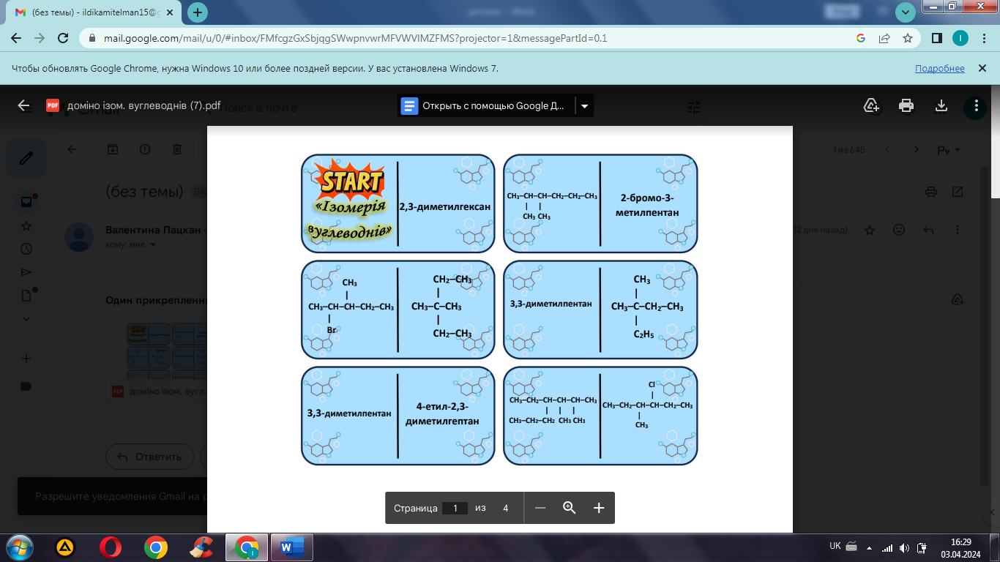 (без темы) - ildikamitelman15@g
mail.google.com/mail/u/0/#inbox/FMfcgzGxSbjqgSWwpnvwrMFVWVlMZFMS?projector=1&messagePartId=0.1
I
Чтобы обновлять Google Chrome, нужна Windows 10 или более поздней версии. У вас установлена Windows 7.
Подробнее
PDF
доміно ізом. вуглеводнів (7).pdf
Поиск в почте
Открыть с помощью Google Д...
1 из 645
Ру
(без темы)
Валентина Пацкан
(2 дня назад)
кому: мне
Один прикрепленн
PDF
доміно ізом. вугл.
Ответить
Разрешите уведомления Gmail на р
START
«Ізомерія
вуглеводнів»
2,3-диметилгексан
CH₃–CH–CH–CH₂–CH₂–CH₃
| |
CH₃ CH₃
2-бромо-3-
метилпентан
CH₃
|
CH₃–CH–CH–CH₂–CH₃
|
Br
CH₂–CH₃
|
CH₃–C–CH₃
|
CH₂–CH₃
3,3-диметилпентан
CH₃
|
CH₃–C–CH₂–CH₃
|
C₂H₅
3,3-диметилпентан
4-етил-2,3-
диметилгептан
CH₃–CH₂–CH–CH–CH–CH₃
| | |
CH₃–CH₂–CH₂ CH₃ CH₃
Cl
|
CH₃–CH₂–CH–CH–CH₂–CH₃
|
CH₃
Страница 1 из 4
UK
16:29
03.04.2024